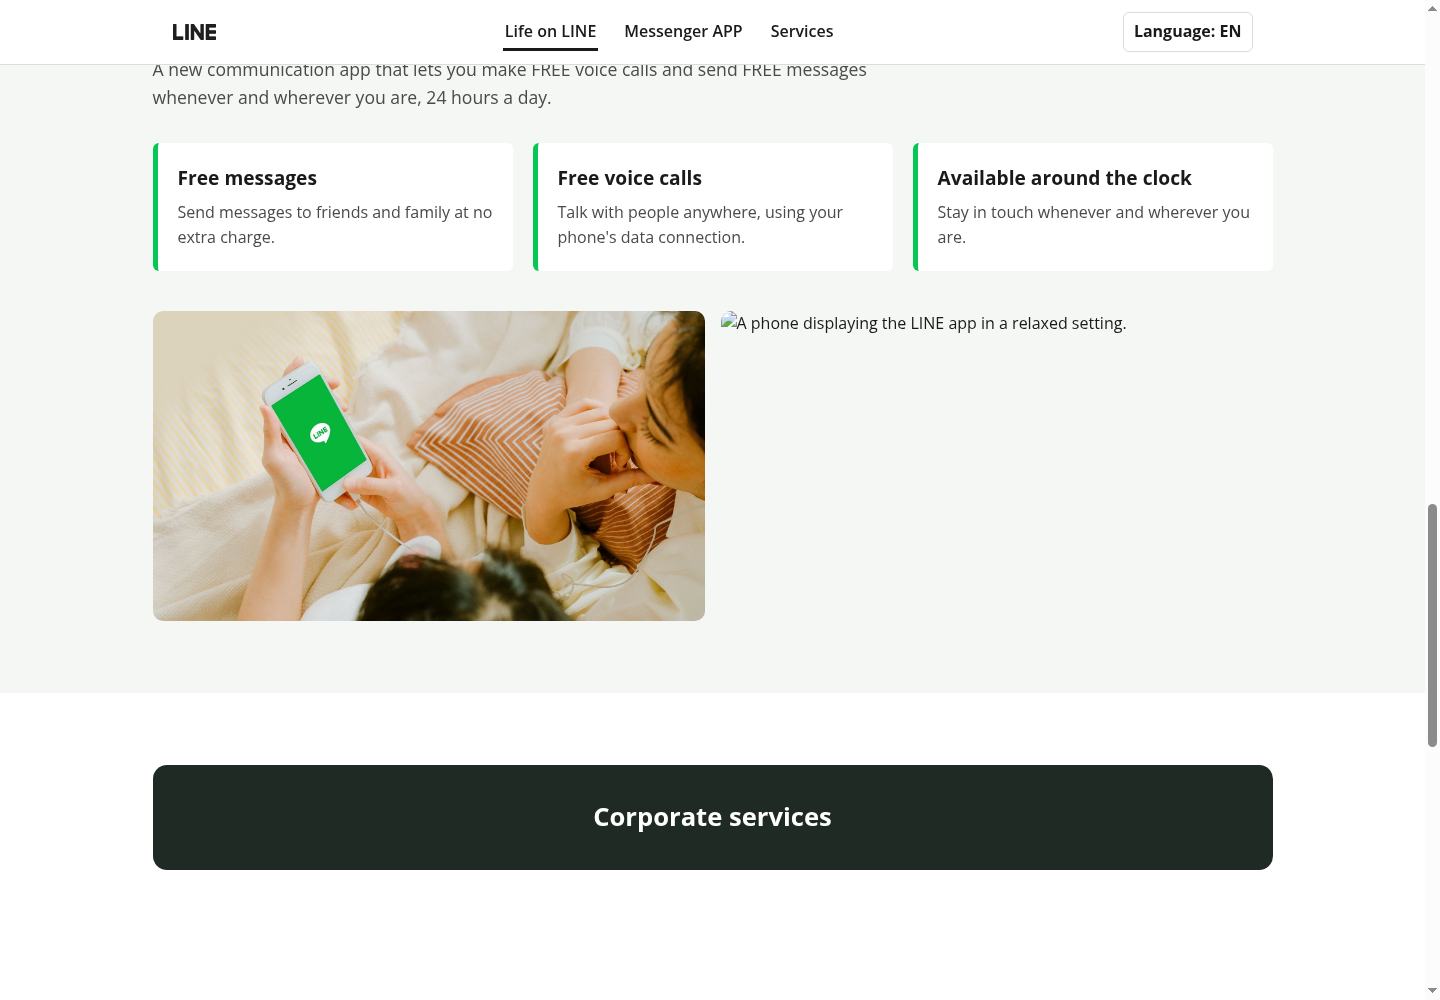 LINE
Life on LINE
Messenger APP
Services
Language: EN
A new communication app that lets you make FREE voice calls and send FREE messages
whenever and wherever you are, 24 hours a day.
Free messages
Send messages to friends and family at no
extra charge.
Free voice calls
Talk with people anywhere, using your
phone's data connection.
Available around the clock
Stay in touch whenever and wherever you
are.
LINE
A phone displaying the LINE app in a relaxed setting.
Corporate services